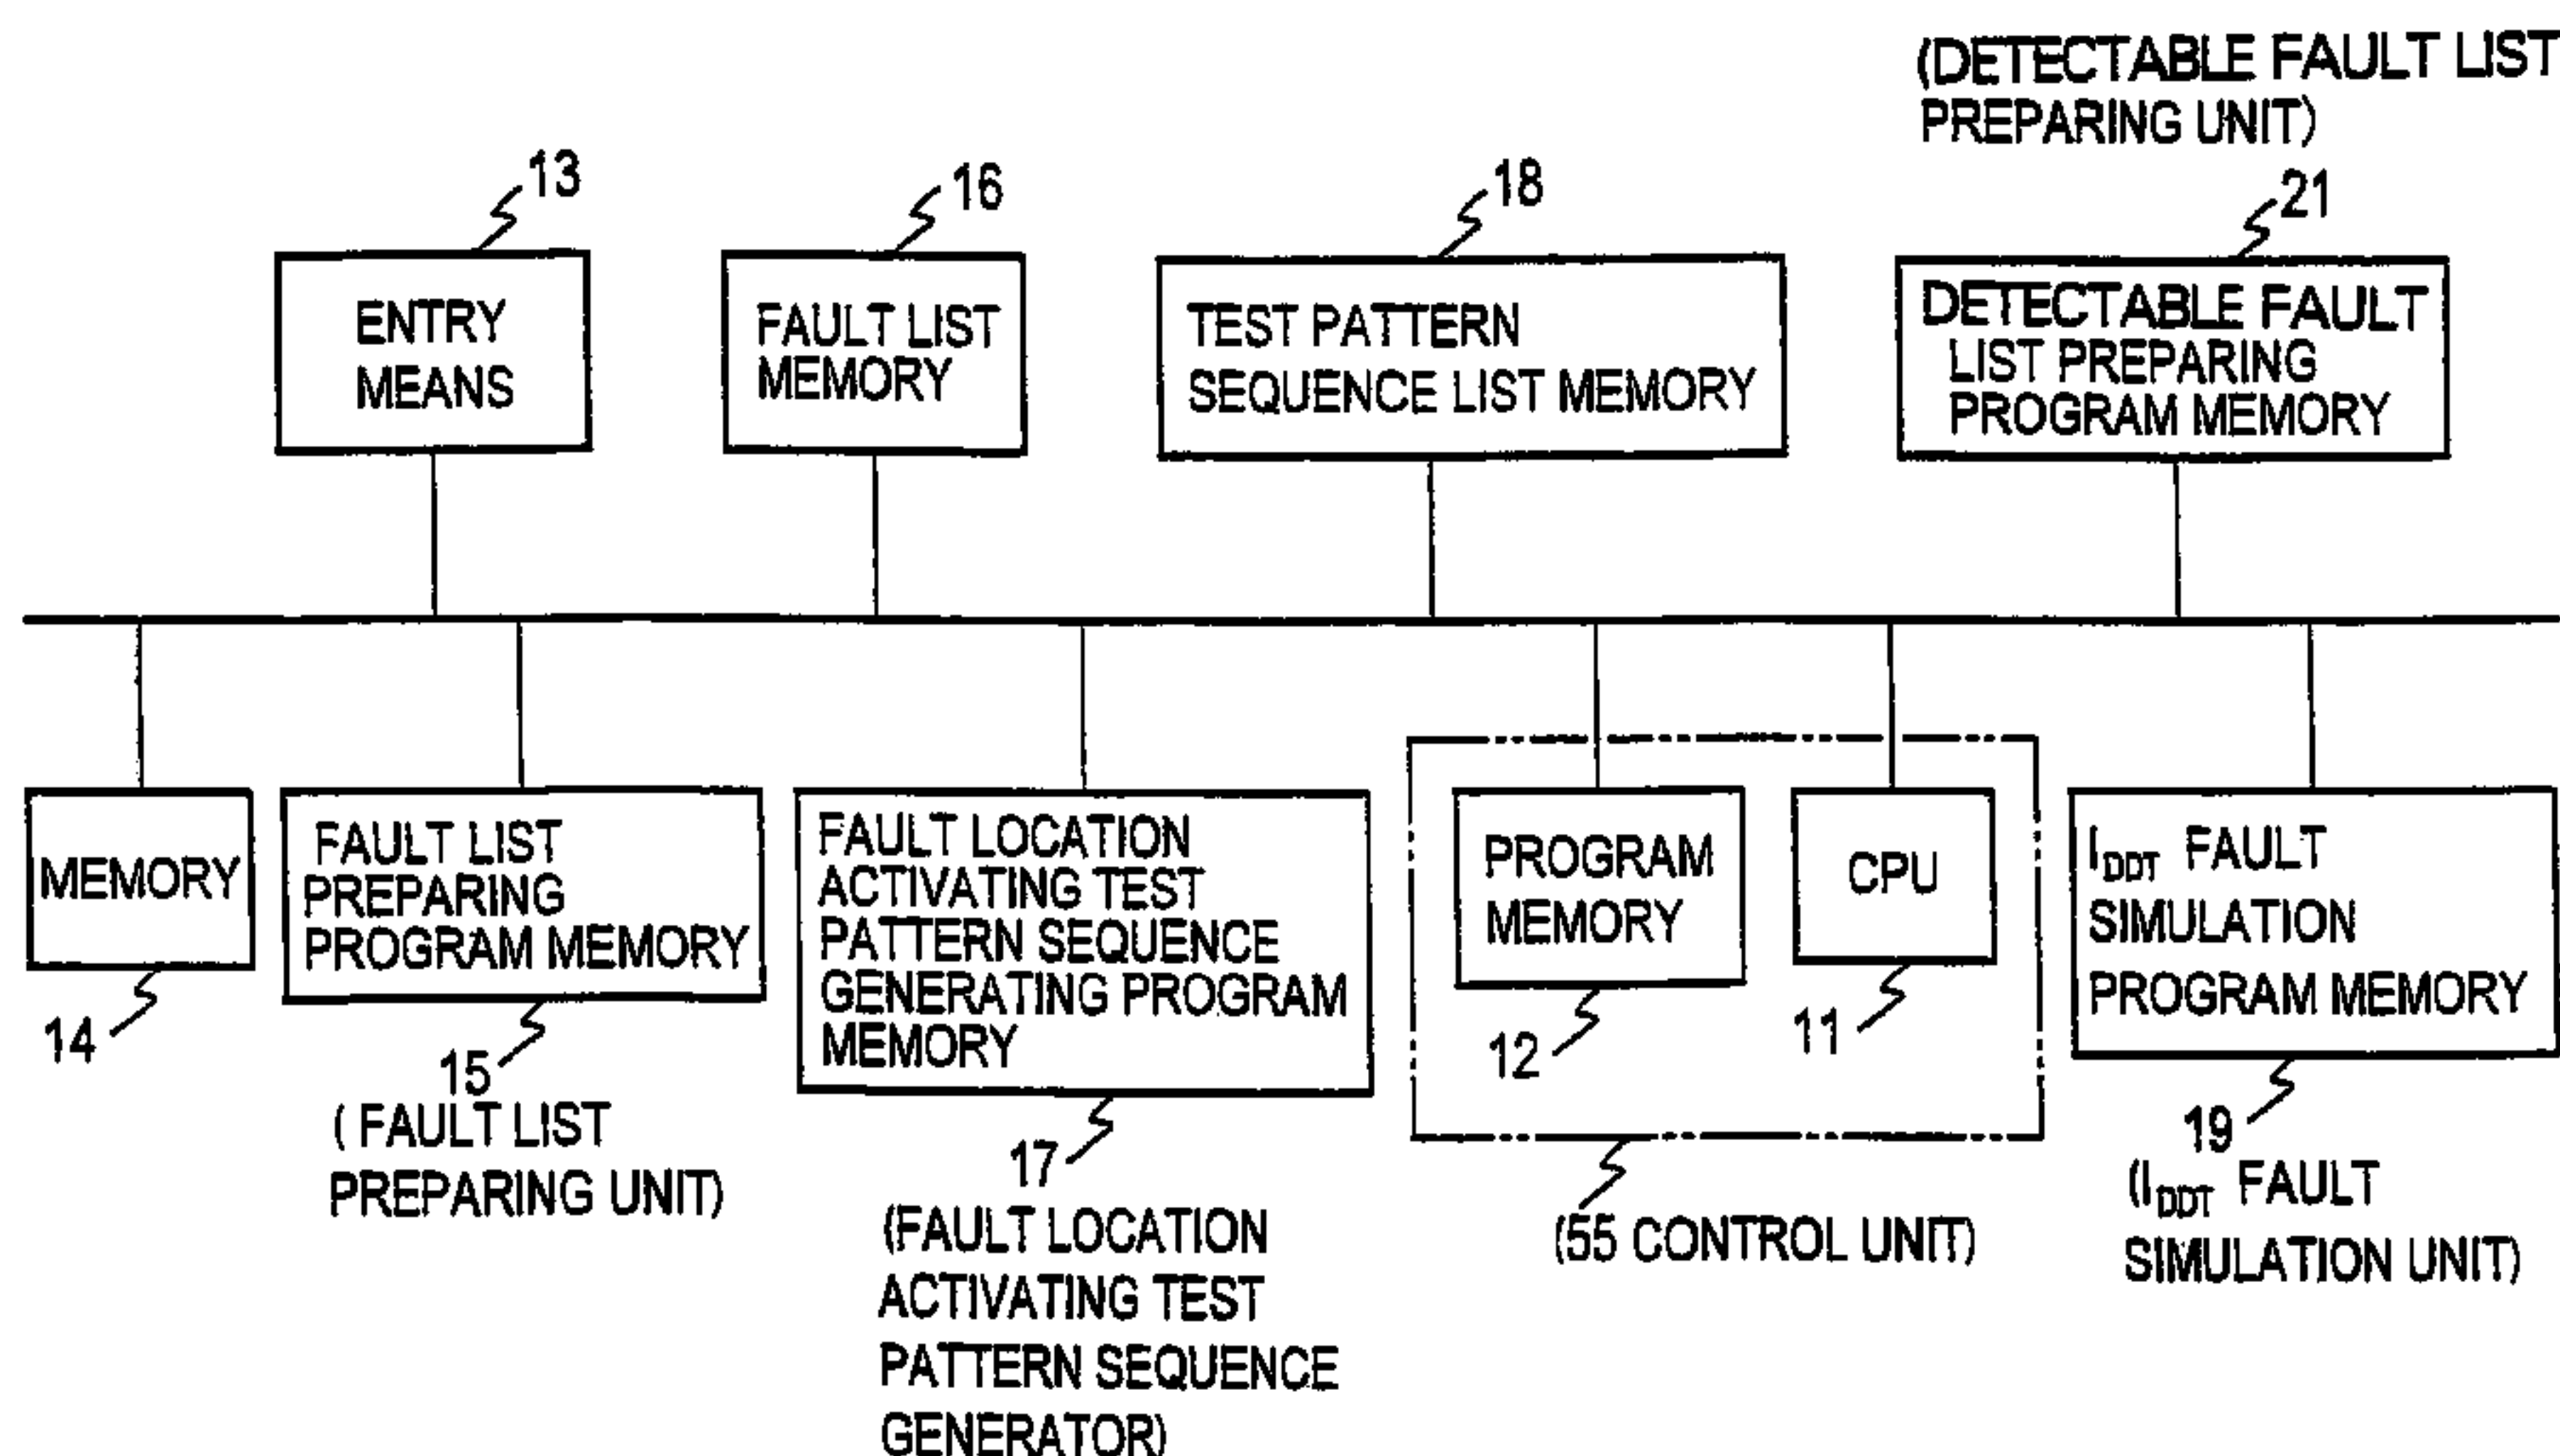 (DETECTABLE FAULT LIST
PREPARING UNIT)
13
16
18
21
ENTRY
MEANS
FAULT LIST
MEMORY
TEST PATTERN
SEQUENCE LIST MEMORY
DETECTABLE FAULT
LIST PREPARING
PROGRAM MEMORY
MEMORY
14
FAULT LIST
PREPARING
PROGRAM MEMORY
15
( FAULT LIST
PREPARING UNIT)
FAULT LOCATION
ACTIVATING TEST
PATTERN SEQUENCE
GENERATING PROGRAM
MEMORY
17
(FAULT LOCATION
ACTIVATING TEST
PATTERN SEQUENCE
GENERATOR)
PROGRAM
MEMORY
12
CPU
11
(55 CONTROL UNIT)
IDDT FAULT
SIMULATION
PROGRAM MEMORY
19
(IDDT FAULT
SIMULATION UNIT)